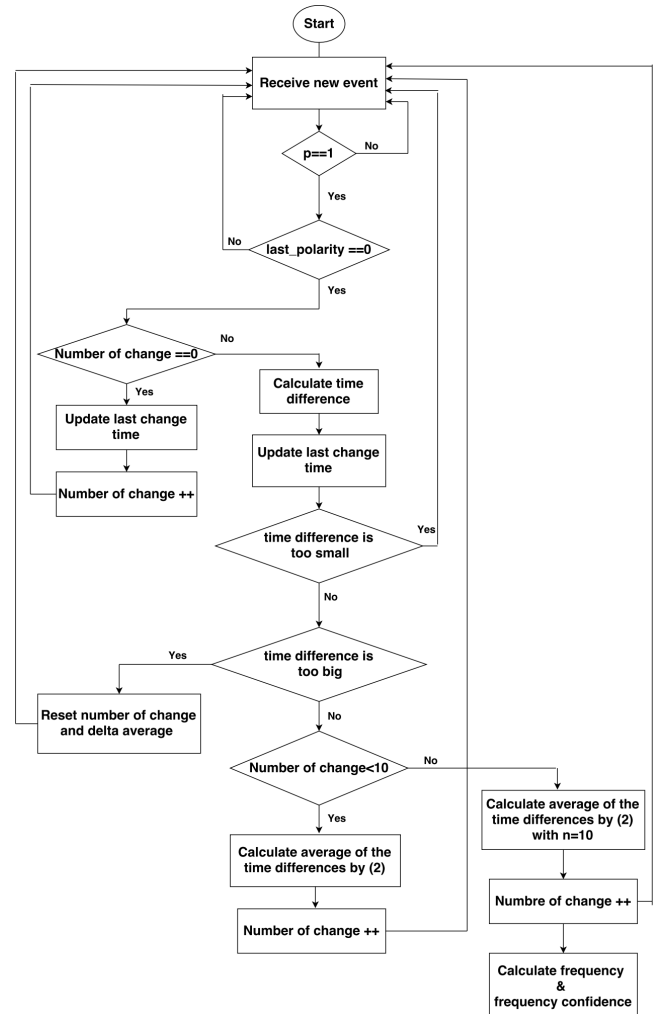 Start
Receive new event
p==1
No
Yes
last_polarity ==0
No
Yes
Number of change ==0
No
Yes
Update last change
time
Number of change ++
Calculate time
difference
Update last change
time
time difference is
too small
Yes
No
time difference is
too big
Yes
No
Reset number of change
and delta average
Number of change<10
No
Yes
Calculate average of the
time differences by (2)
Number of change ++
Calculate average of the
time differences by (2)
with n=10
Numbre of change ++
Calculate frequency
&
frequency confidence